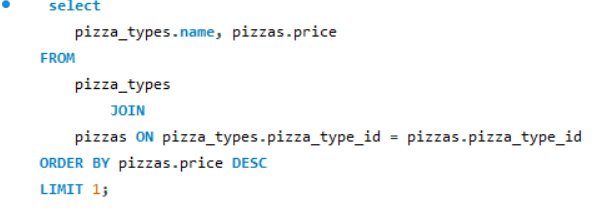 select
pizza_types.name, pizzas.price
FROM
pizza_types
JOIN
pizzas ON pizza_types.pizza_type_id = pizzas.pizza_type_id
ORDER BY pizzas.price DESC
LIMIT 1;